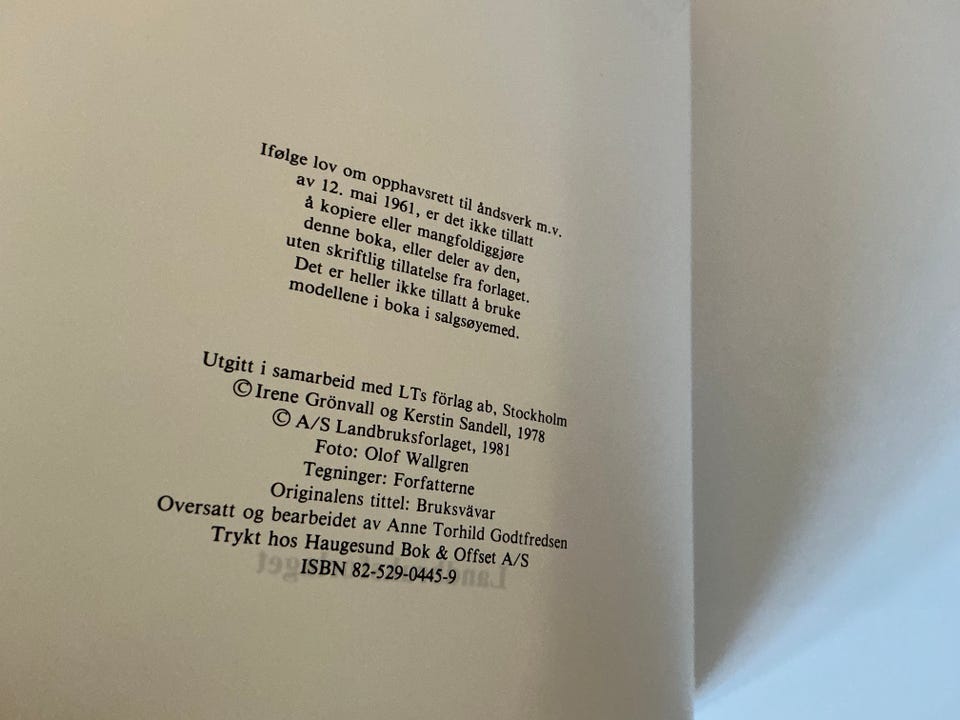 Ifølge lov om opphavsrett til åndsverk m.v.
av 12. mai 1961, er det ikke tillatt
å kopiere eller mangfoldiggjøre
denne boka, eller deler av den,
uten skriftlig tillatelse fra forlaget.
Det er heller ikke tillatt å bruke
modellene i boka i salgsøyemed.
Utgitt i samarbeid med LTs förlag ab, Stockholm
© Irene Grönvall og Kerstin Sandell, 1978
© A/S Landbruksforlaget, 1981
Foto: Olof Wallgren
Tegninger: Forfatterne
Originalens tittel: Bruksvävar
Oversatt og bearbeidet av Anne Torhild Godtfredsen
Trykt hos Haugesund Bok & Offset A/S
ISBN 82-529-0445-9